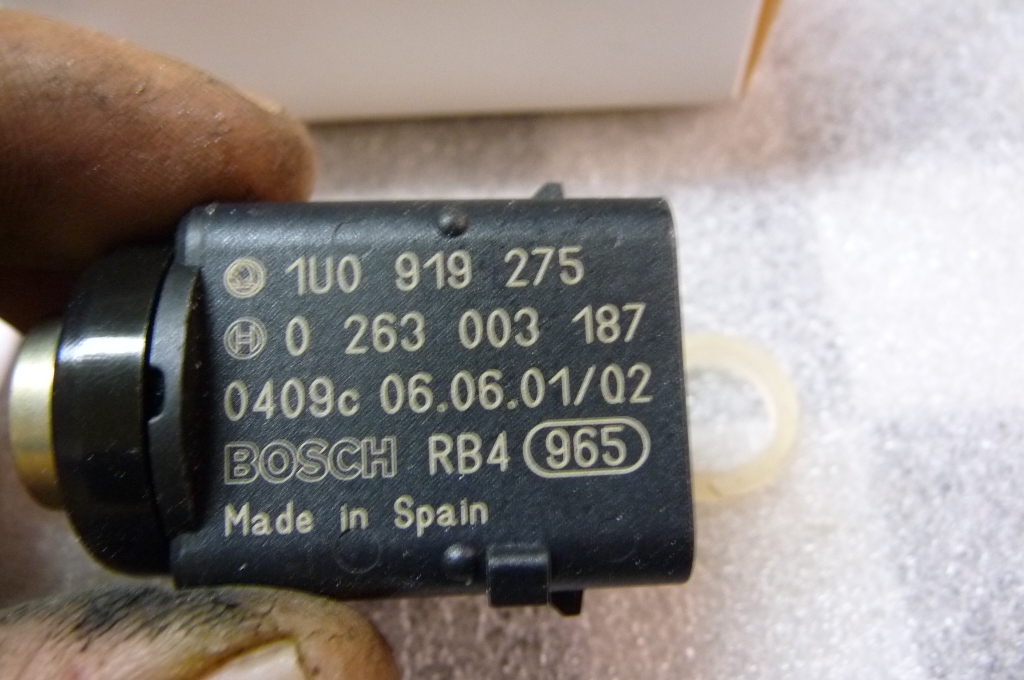 1U0 919 275
0 263 003 187
0409c 06.06.01/02
BOSCH RB4 965
Made in Spain